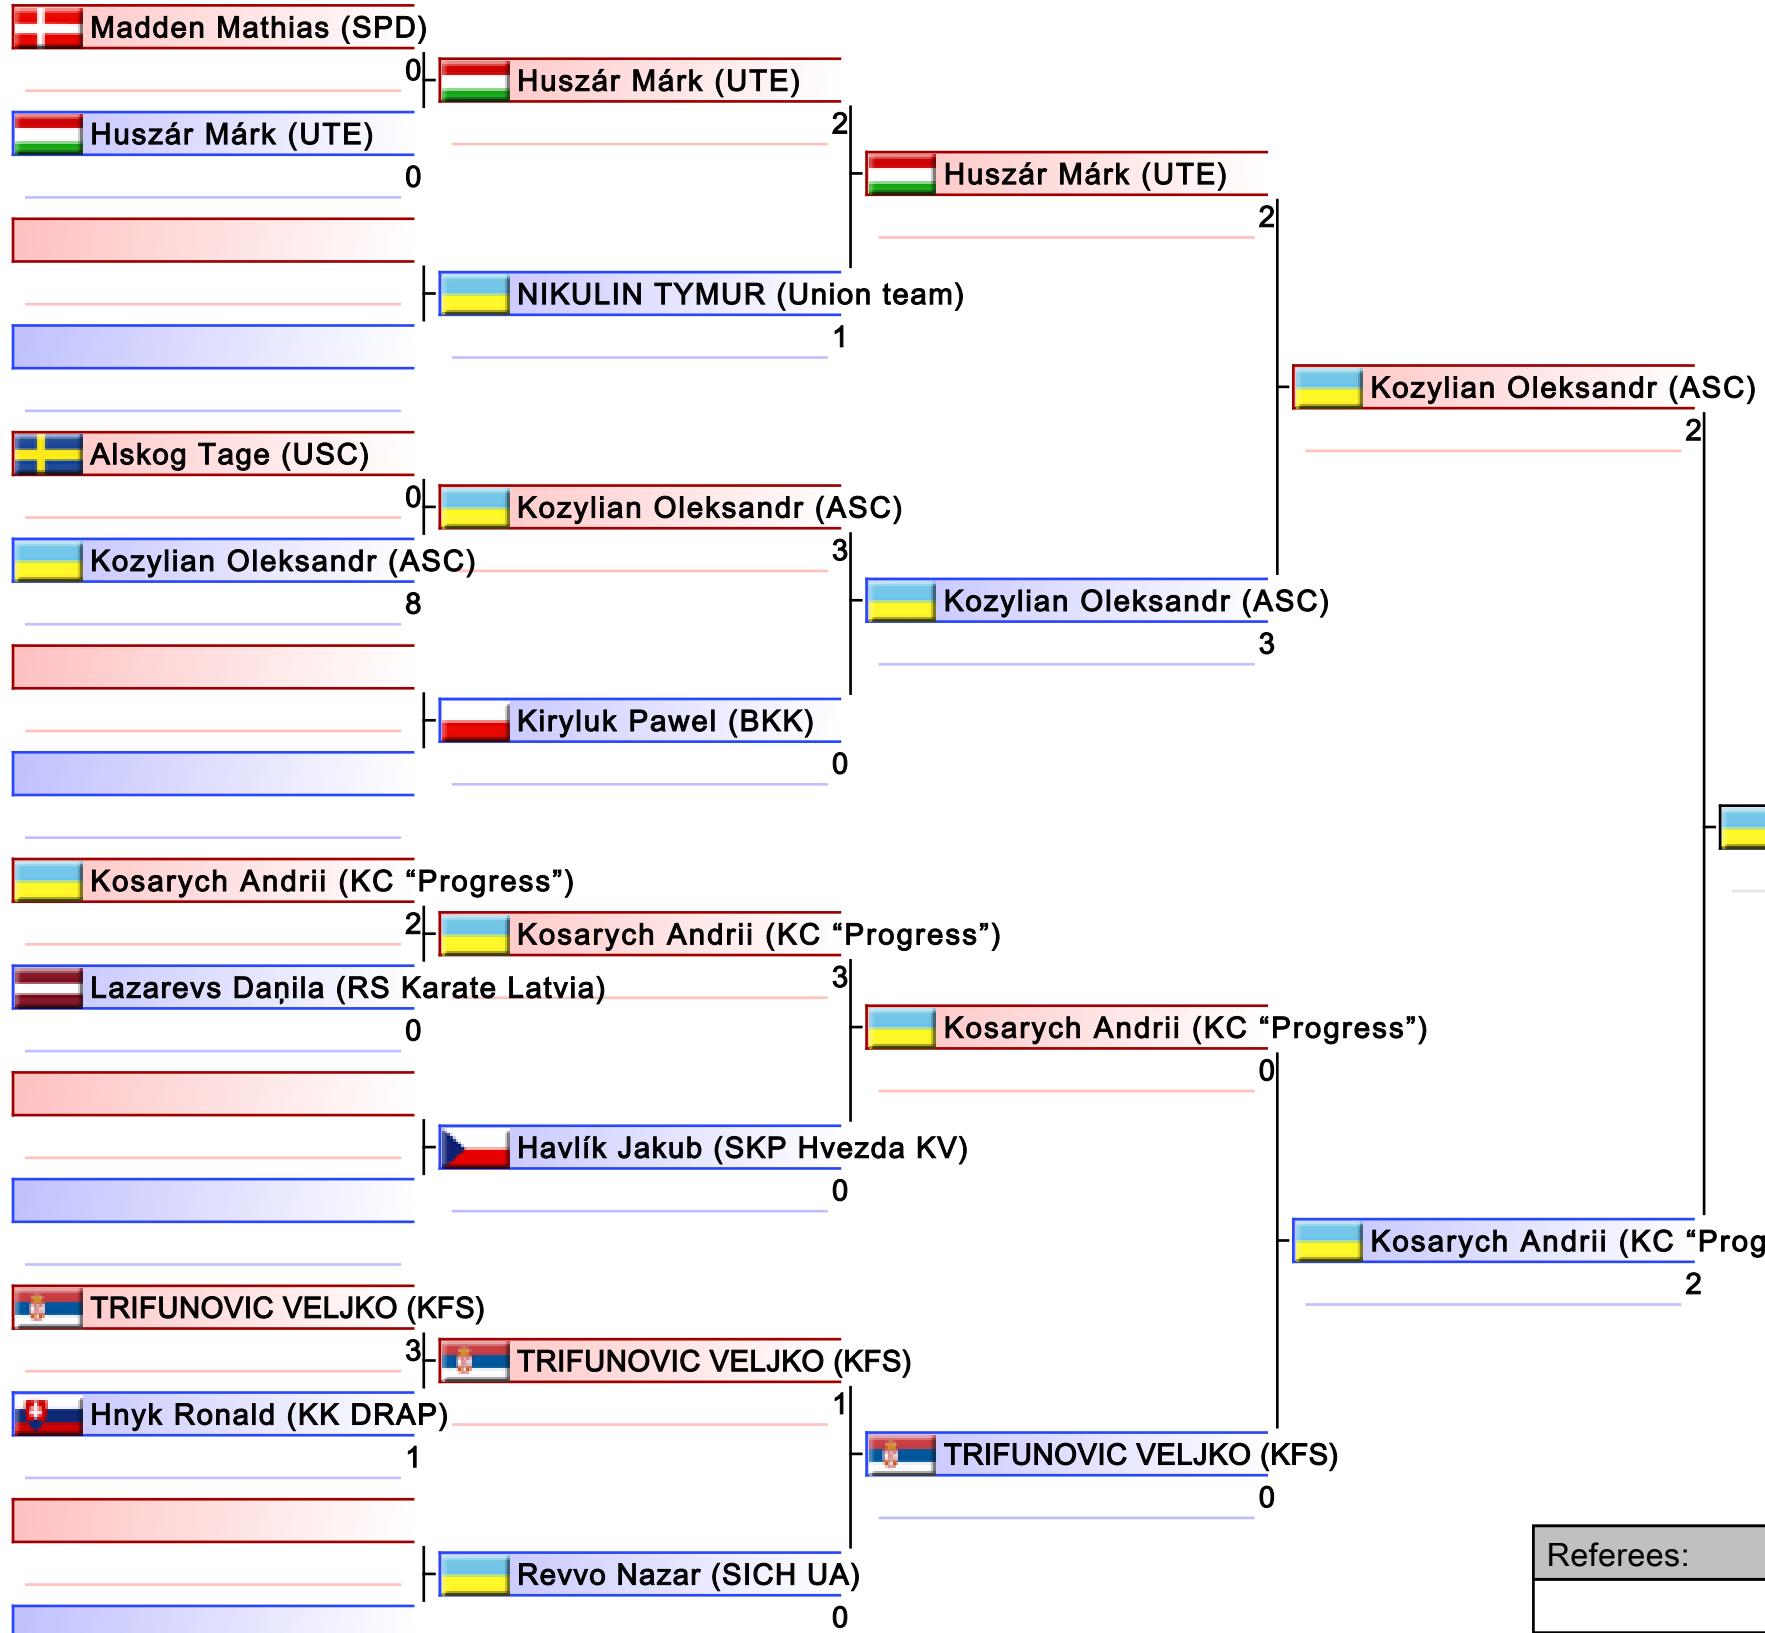 Madden Mathias (SPD)
0
Huszár Márk (UTE)
0
Huszár Márk (UTE)
2
NIKULIN TYMUR (Union team)
1
Huszár Márk (UTE)
2
Alskog Tage (USC)
0
Kozylian Oleksandr (ASC)
8
Kozylian Oleksandr (ASC)
3
Kiryluk Pawel (BKK)
0
Kozylian Oleksandr (ASC)
3
Kozylian Oleksandr (ASC)
2
Kosarych Andrii (KC “Progress”)
2
Lazarevs Daņila (RS Karate Latvia)
0
Kosarych Andrii (KC “Progress”)
3
Havlík Jakub (SKP Hvezda KV)
0
Kosarych Andrii (KC “Progress”)
0
TRIFUNOVIC VELJKO (KFS)
3
Hnyk Ronald (KK DRAP)
1
TRIFUNOVIC VELJKO (KFS)
1
Revvo Nazar (SICH UA)
0
TRIFUNOVIC VELJKO (KFS)
0
Kosarych Andrii (KC “Prog
2
Referees: